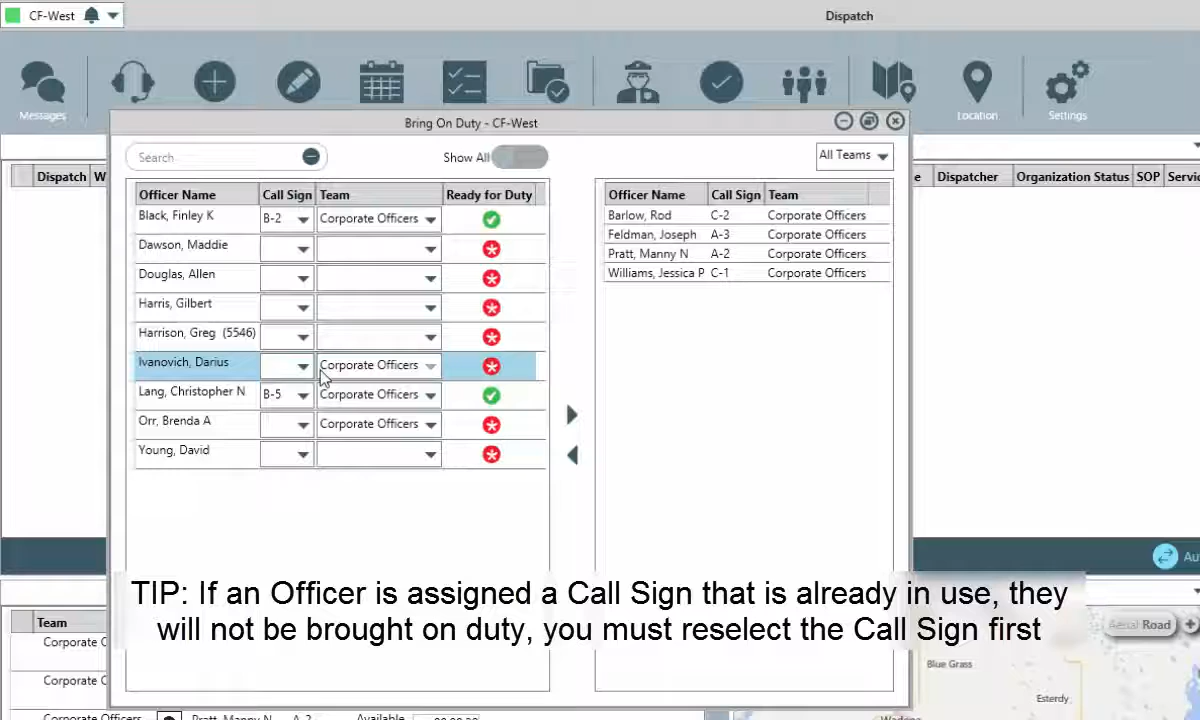 CF-West
Dispatch
Messages
Location
Settings
Bring On Duty - CF-West
Search
Show All
All Teams
Dispatch
Dispatcher
Organization Status
SOP
Officer Name Call Sign Team Ready for Duty
Black, Finley K B-2 Corporate Officers
Dawson, Maddie
Douglas, Allen
Harris, Gilbert
Harrison, Greg (5546)
Ivanovich, Darius Corporate Officers
Lang, Christopher N B-5 Corporate Officers
Orr, Brenda A Corporate Officers
Young, David
Officer Name Call Sign Team
Barlow, Rod C-2 Corporate Officers
Feldman, Joseph A-3 Corporate Officers
Pratt, Manny N A-2 Corporate Officers
Williams, Jessica P C-1 Corporate Officers
TIP: If an Officer is assigned a Call Sign that is already in use, they
will not be brought on duty, you must reselect the Call Sign first
Team
Corporate
Corporate
Corporate Officers Pratt, Manny N A-2 Available
Aerial Road
Blue Grass
Esterdy
Wadena